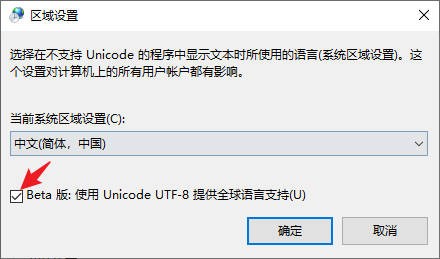 区域设置
选择在不支持 Unicode 的程序中显示文本时所使用的语言(系统区域设置)。这
个设置对计算机上的所有用户帐户都有影响。
当前系统区域设置(C):
中文(简体，中国)
Beta 版: 使用 Unicode UTF-8 提供全球语言支持(U)
确定
取消